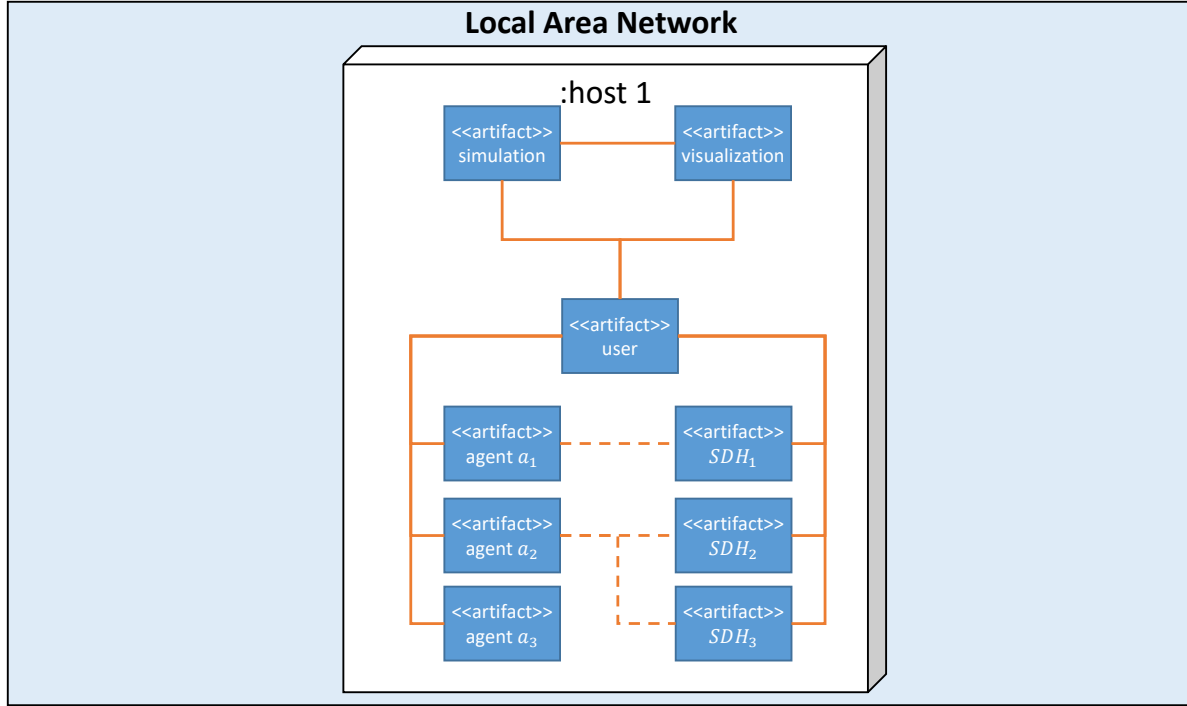 Local Area Network
:host 1
<<artifact>>
simulation
<<artifact>>
visualization
<<artifact>>
user
<<artifact>>
agent a₁
<<artifact>>
SDH₁
<<artifact>>
agent a₂
<<artifact>>
SDH₂
<<artifact>>
agent a₃
<<artifact>>
SDH₃